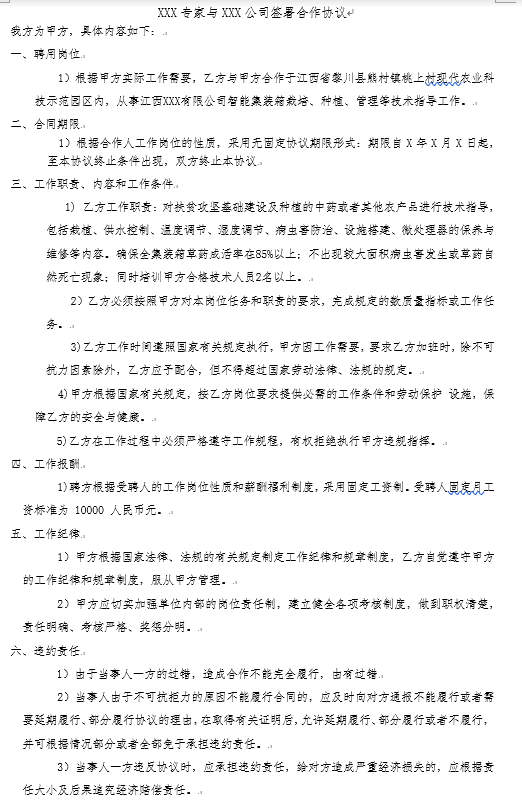 XXX 专家与 XXX 公司签署合作协议
我方为甲方，具体内容如下：
一、聘用岗位
1）根据甲方实际工作需要，乙方与甲方合作于江西省黎川县熊村镇桃上村现代农业科
技示范园区内，从事江西XXX有限公司智能集装箱栽培、种植、管理等技术指导工作。
二、合同期限
1）根据合作人工作岗位的性质，采用无固定协议期限形式：期限自 X 年 X 月 X 日起，
至本协议终止条件出现，双方终止本协议。
三、工作职责、内容和工作条件
1) 乙方工作职责：对扶贫攻坚基础建设及种植的中药或者其他农产品进行技术指导，
包括栽植、供水控制、温度调节、湿度调节、病虫害防治、设施搭建、微处理器的保养与
维修等内容。确保全集装箱草药成活率在85%以上；不出现较大面积病虫害发生或草药自
然死亡现象；同时培训甲方合格技术人员2名以上。
2）乙方必须按照甲方对本岗位任务和职责的要求，完成规定的数质量指标或工作任
务。
3)乙方工作时间遵照国家有关规定执行，甲方因工作需要，要求乙方加班时，除不可
抗力因素除外，乙方应予配合，但不得超过国家劳动法律、法规的规定。
4)甲方根据国家有关规定，按乙方岗位要求提供必需的工作条件和劳动保护 设施，保
障乙方的安全与健康。
5)乙方在工作过程中必须严格遵守工作规程，有权拒绝执行甲方违规指挥。
四、工作报酬
1)聘方根据受聘人的工作岗位性质和薪酬福利制度，采用固定工资制。受聘人固定月工
资标准为 10000 人民币元。
五、工作纪律
1）甲方根据国家法律、法规的有关规定制定工作纪律和规章制度，乙方自觉遵守甲方
的工作纪律和规章制度，服从甲方管理。
2）甲方应切实加强单位内部的岗位责任制，建立健全各项考核制度，做到职权清楚，
责任明确、考核严格、奖惩分明。
六、违约责任
1）由于当事人一方的过错，造成合作不能完全履行，由有过错
2）当事人由于不可抗拒力的原因不能履行合同的，应及时向对方通报不能履行或者需
要延期履行、部分履行协议的理由，在取得有关证明后，允许延期履行、部分履行或者不履行，
并可根据情况部分或者全部免于承担违约责任。
3）当事人一方违反协议时，应承担违约责任，给对方造成严重经济损失的，应根据责
任大小及后果追究经济赔偿责任。